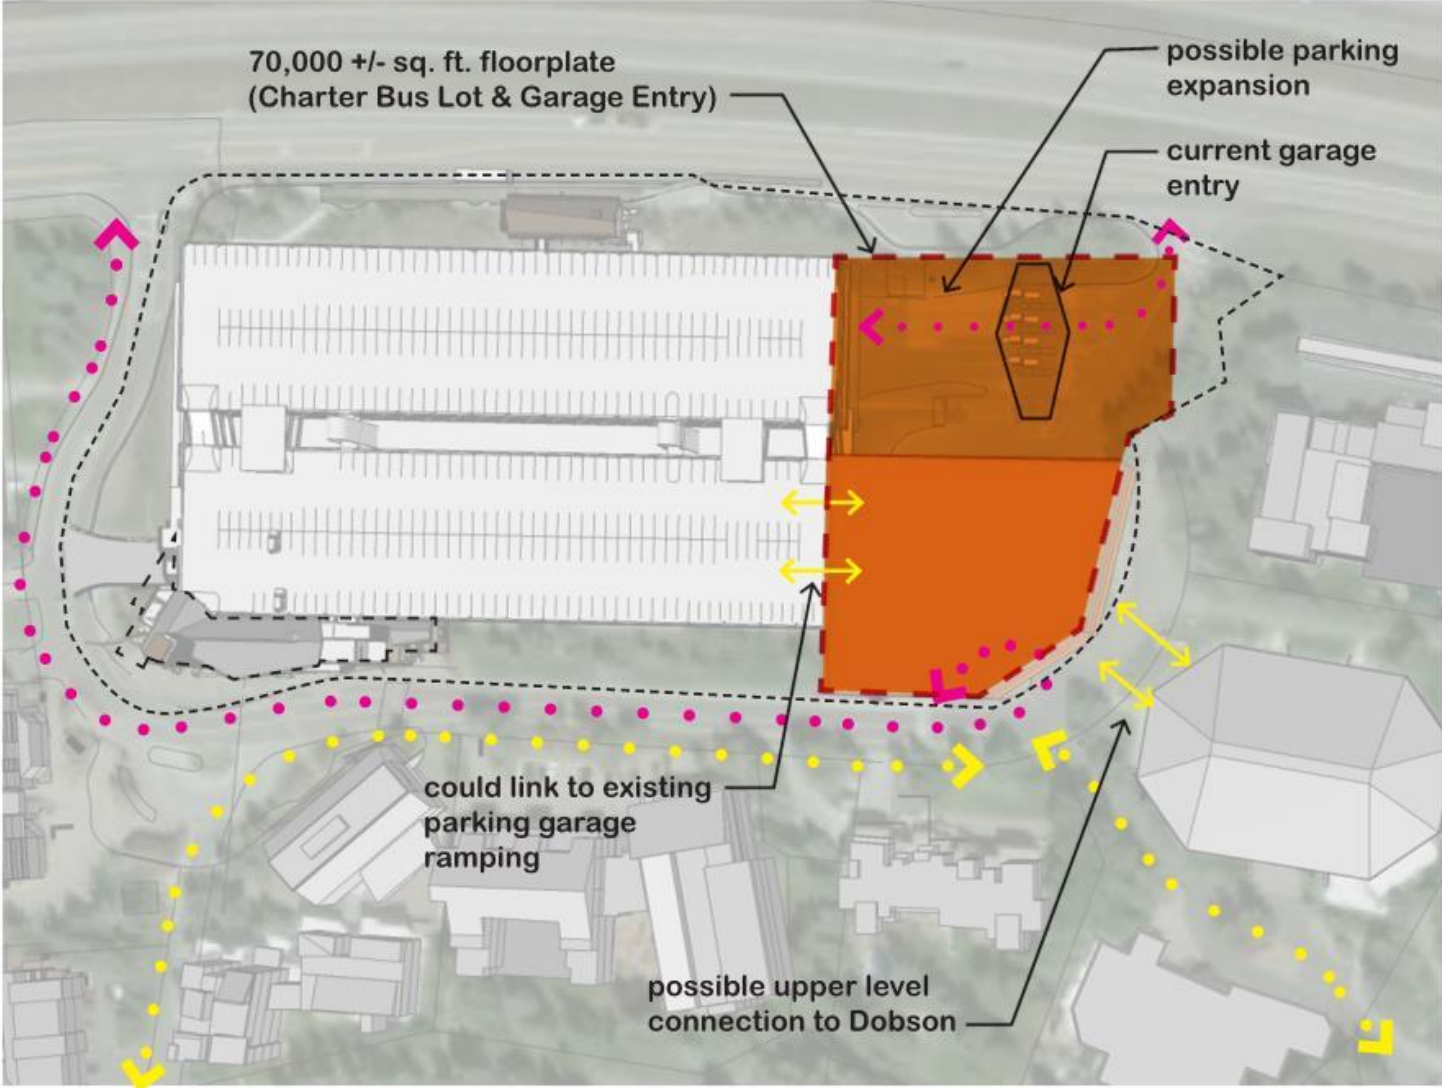 70,000 +/- sq. ft. floorplate
(Charter Bus Lot & Garage Entry)
possible parking
expansion
current garage
entry
could link to existing
parking garage
ramping
possible upper level
connection to Dobson